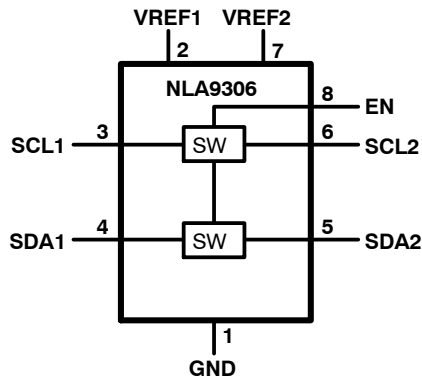 VREF1 VREF2
2 7
NLA9306
8 EN
SCL1 3 SW 6 SCL2
SDA1 4 SW 5 SDA2
1
GND